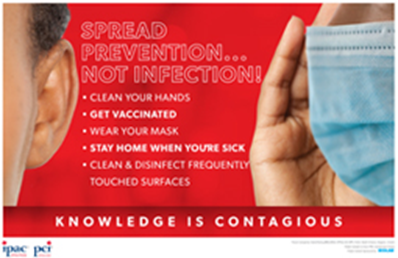 SPREAD
PREVENTION...
NOT INFECTION!
• CLEAN YOUR HANDS
• GET VACCINATED
• WEAR YOUR MASK
• STAY HOME WHEN YOU'RE SICK
• CLEAN & DISINFECT FREQUENTLY
TOUCHED SURFACES
KNOWLEDGE IS CONTAGIOUS
ipac pci